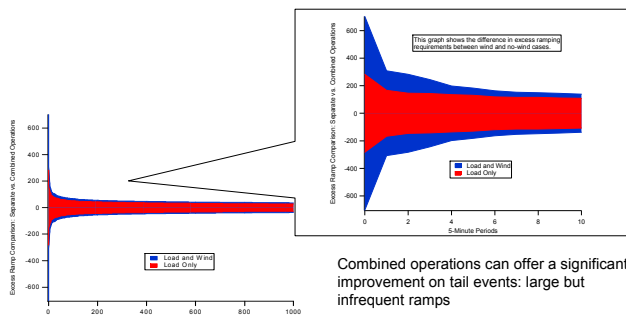 Excess Ramp Comparison: Separate vs. Combined Operations
600
400
200
0
-200
-400
-600
0
200
400
600
800
1000
Load and Wind
Load Only
Excess Ramp Comparison: Separate vs. Combined Operations
600
400
200
0
-200
-400
-600
0
2
4
6
8
10
5-Minute Periods
This graph shows the difference in excess ramping
requirements between wind and no-wind cases.
Load and Wind
Load Only
Combined operations can offer a significant
improvement on tail events: large but
infrequent ramps